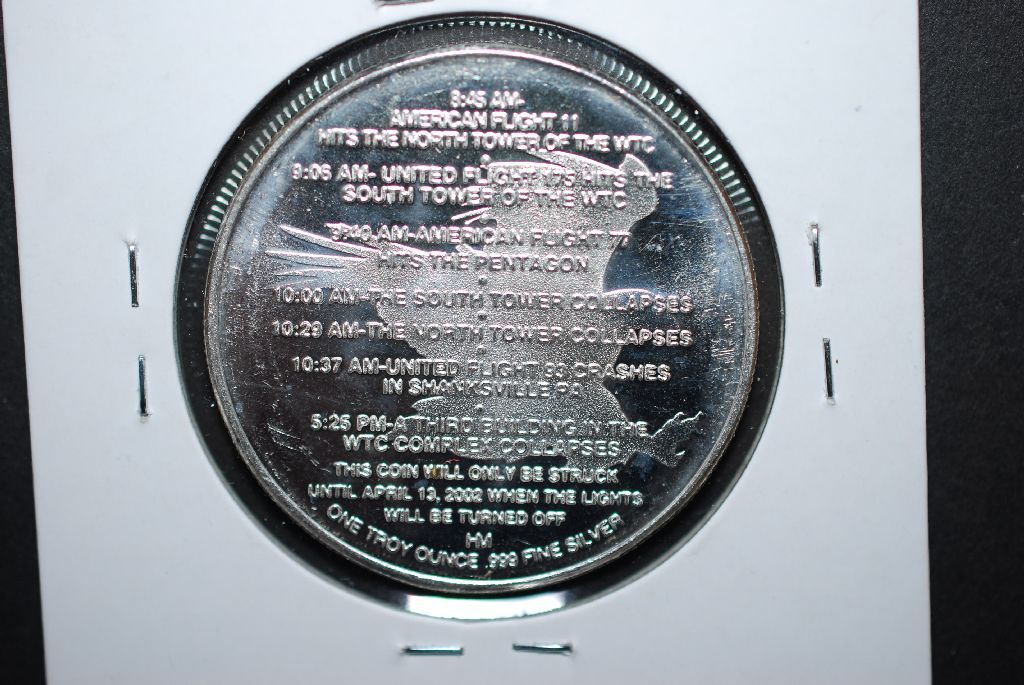 8:45 AM-
AMERICAN FLIGHT 11
HITS THE NORTH TOWER OF THE WTC
9:06 AM- UNITED FLIGHT 175 HITS THE
SOUTH TOWER OF THE WTC
9:40 AM-AMERICAN FLIGHT 77
HITS THE PENTAGON
10:00 AM-THE SOUTH TOWER COLLAPSES
10:29 AM-THE NORTH TOWER COLLAPSES
10:37 AM-UNITED FLIGHT 93 CRASHES
IN SHANKSVILLE PA
5:25 PM-A THIRD BUILDING IN THE
WTC COMPLEX COLLAPSES
THIS COIN WILL ONLY BE STRUCK
UNTIL APRIL 13, 2002 WHEN THE LIGHTS
WILL BE TURNED OFF
HM
ONE TROY OUNCE .999 FINE SILVER